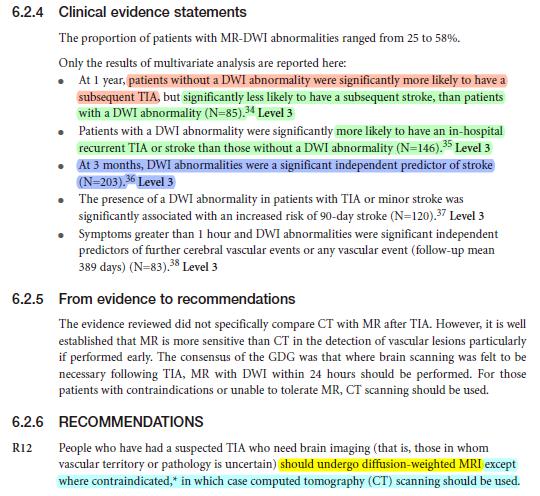 6.2.4 Clinical evidence statements
The proportion of patients with MR-DWI abnormalities ranged from 25 to 58%.
Only the results of multivariate analysis are reported here:
● At 1 year, patients without a DWI abnormality were significantly more likely to have a
subsequent TIA, but significantly less likely to have a subsequent stroke, than patients
with a DWI abnormality (N=85).34 Level 3
● Patients with a DWI abnormality were significantly more likely to have an in-hospital
recurrent TIA or stroke than those without a DWI abnormality (N=146).35 Level 3
● At 3 months, DWI abnormalities were a significant independent predictor of stroke
(N=203).36 Level 3
● The presence of a DWI abnormality in patients with TIA or minor stroke was
significantly associated with an increased risk of 90-day stroke (N=120).37 Level 3
● Symptoms greater than 1 hour and DWI abnormalities were significant independent
predictors of further cerebral vascular events or any vascular event (follow-up mean
389 days) (N=83).38 Level 3
6.2.5 From evidence to recommendations
The evidence reviewed did not specifically compare CT with MR after TIA. However, it is well
established that MR is more sensitive than CT in the detection of vascular lesions particularly
if performed early. The consensus of the GDG was that where brain scanning was felt to be
necessary following TIA, MR with DWI within 24 hours should be performed. For those
patients with contraindications or unable to tolerate MR, CT scanning should be used.
6.2.6 RECOMMENDATIONS
R12 People who have had a suspected TIA who need brain imaging (that is, those in whom
vascular territory or pathology is uncertain) should undergo diffusion-weighted MRI except
where contraindicated,* in which case computed tomography (CT) scanning should be used.